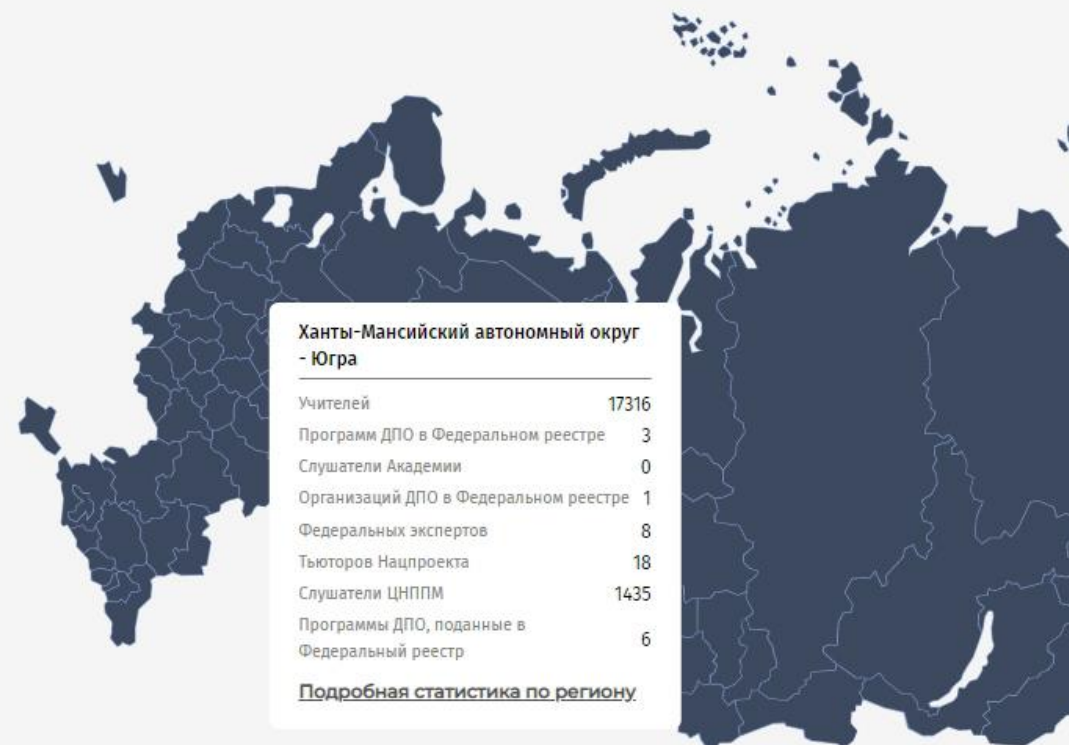 Ханты-Мансийский автономный округ
- Югра
Учителей 17316
Программ ДПО в Федеральном реестре 3
Слушатели Академии 0
Организаций ДПО в Федеральном реестре 1
Федеральных экспертов 8
Тьюторов Нацпроекта 18
Слушатели ЦНППМ 1435
Программы ДПО, поданные в
Федеральный реестр 6
Подробная статистика по региону